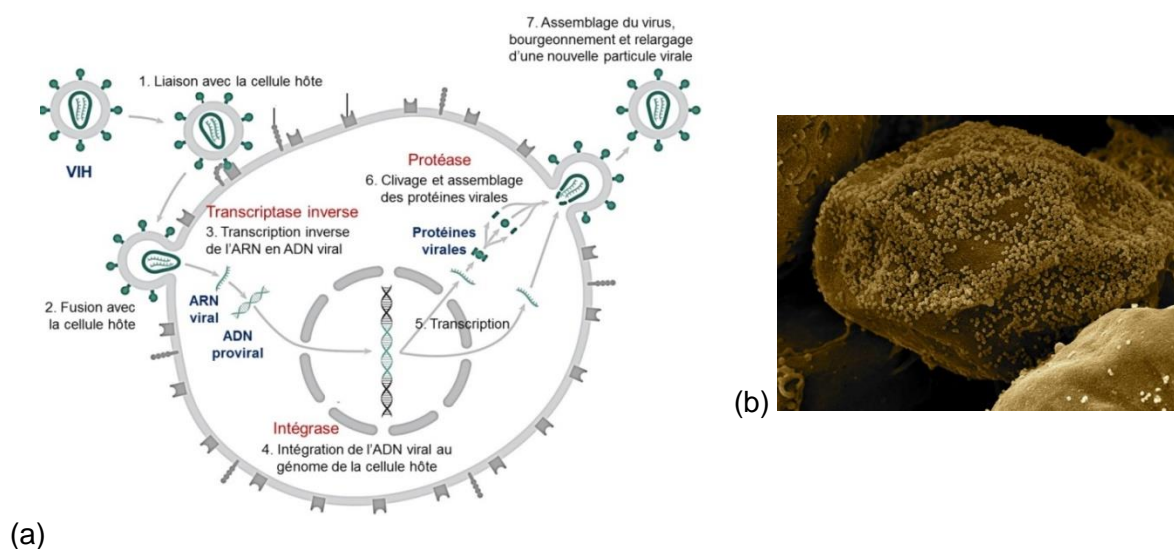 7. Assemblage du virus,
bourgeonnement et relargage
d'une nouvelle particule virale
1. Liaison avec la cellule hôte
VIH
Protéase
6. Clivage et assemblage
des protéines virales
Transcriptase inverse
3. Transcription inverse
de l'ARN en ADN viral
Protéines
virales
2. Fusion avec
la cellule hôte
ARN
viral
ADN
proviral
5. Transcription
Intégrase
4. Intégration de l'ADN viral au
génome de la cellule hôte
(a)
(b)